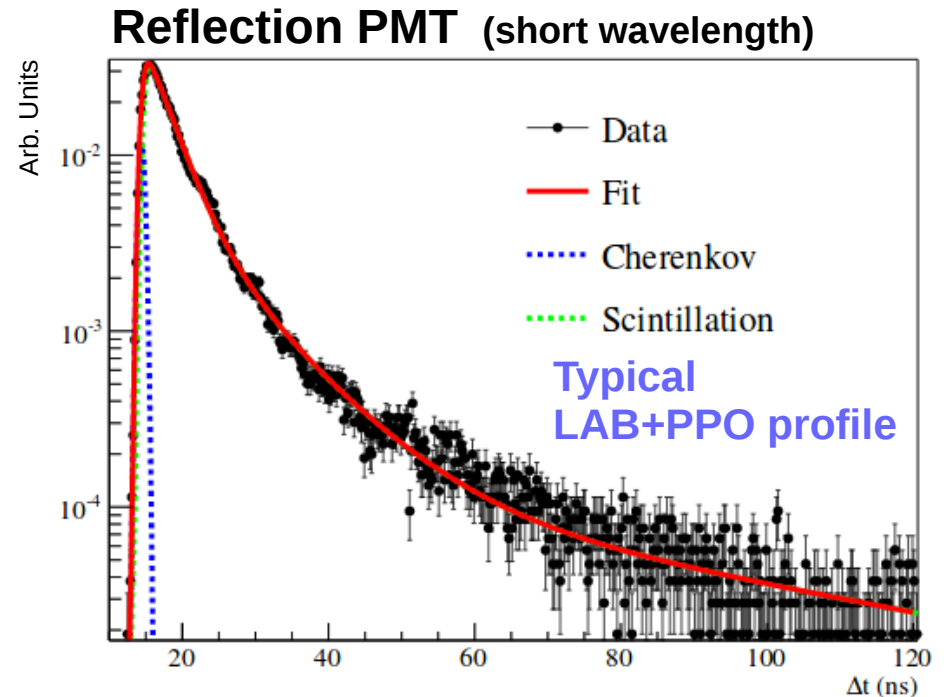 Reflection PMT (short wavelength)
Arb. Units
10⁻²
10⁻³
10⁻⁴
Data
Fit
Cherenkov
Scintillation
Typical
LAB+PPO profile
20 40 60 80 100 120
Δt (ns)